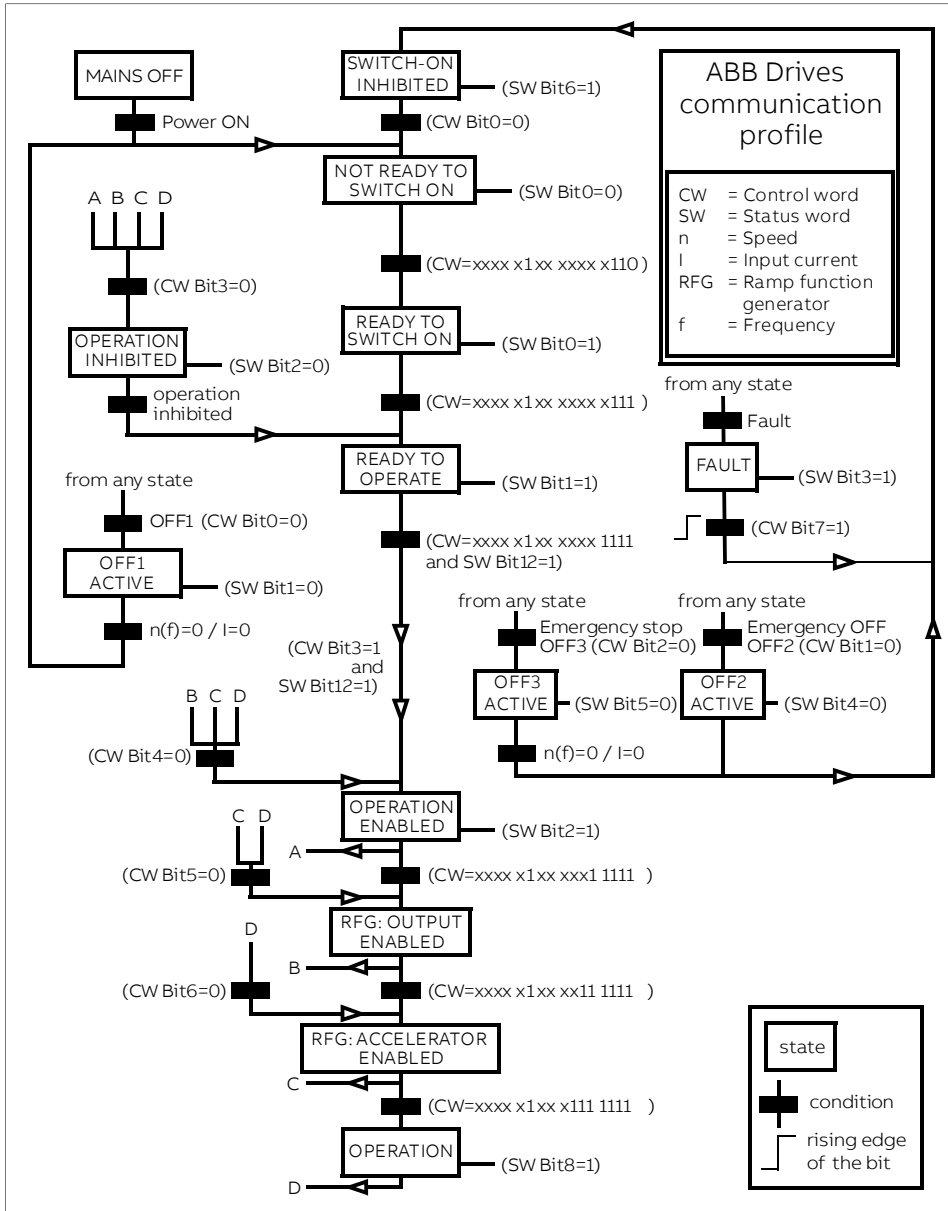 SWITCH-ON
INHIBITED
(SW Bit6=1)
MAINS OFF
Power ON
(CW Bit0=0)
NOT READY TO
SWITCH ON
(SW Bit0=0)
A B C D
(CW Bit3=0)
(CW=xxxx x1xx xxxx x110)
OPERATION
INHIBITED
(SW Bit2=0)
READY TO
SWITCH ON
(SW Bit0=1)
operation
inhibited
(CW=xxxx x1xx xxxx x111 )
READY TO
OPERATE
(SW Bit1=1)
from any state
OFF1 (CW Bit0=0)
OFF1
ACTIVE
(SW Bit1=0)
n(f)=0 / I=0
(CW=xxxx x1xx xxxx 1111
and SW Bit12=1)
(CW Bit3=1
and
SW Bit12=1)
ABB Drives
communication
profile
CW = Control word
SW = Status word
n = Speed
I = Input current
RFG = Ramp function
generator
f = Frequency
from any state
Fault
FAULT
(SW Bit3=1)
(CW Bit7=1)
from any state
Emergency stop
OFF3 (CW Bit2=0)
OFF3
ACTIVE
(SW Bit5=0)
n(f)=0 / I=0
from any state
Emergency OFF
OFF2 (CW Bit1=0)
OFF2
ACTIVE
(SW Bit4=0)
B C D
(CW Bit4=0)
OPERATION
ENABLED
(SW Bit2=1)
A
C D
(CW Bit5=0)
(CW=xxxx x1xx xxx1 1111 )
RFG: OUTPUT
ENABLED
B
D
(CW Bit6=0)
(CW=xxxx x1xx xx11 1111 )
RFG: ACCELERATOR
ENABLED
C
(CW=xxxx x1xx x111 1111 )
OPERATION
(SW Bit8=1)
D
state
condition
rising edge
of the bit